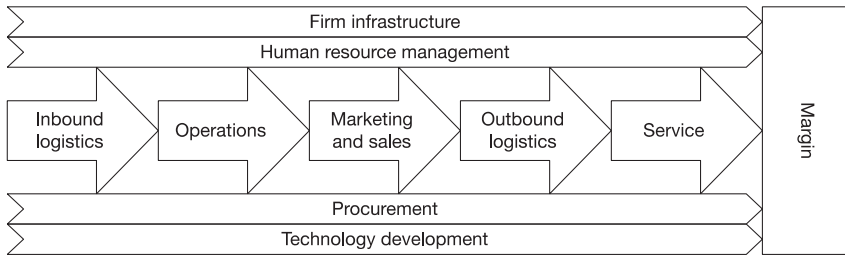 Firm infrastructure
Human resource management
Inbound
logistics
Operations
Marketing
and sales
Outbound
logistics
Service
Margin
Procurement
Technology development